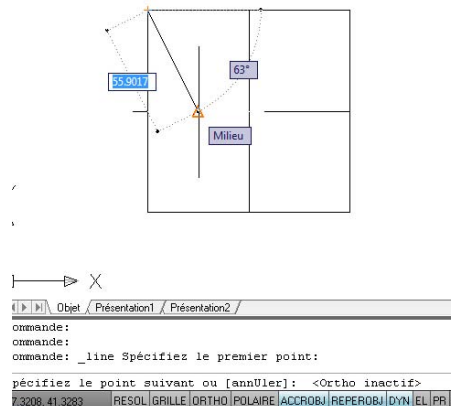 63°
55.9017
Milieu
X
Objet / Présentation1 / Présentation2 /
ommande:
ommande:
ommande: _line Spécifiez le premier point:
pécifiez le point suivant ou [annUler]: <Ortho inactif>
7.3208, 41.3283 RESOL GRILLE ORTHO POLAIRE ACCROBJ REPEROBJ DYN EL PR